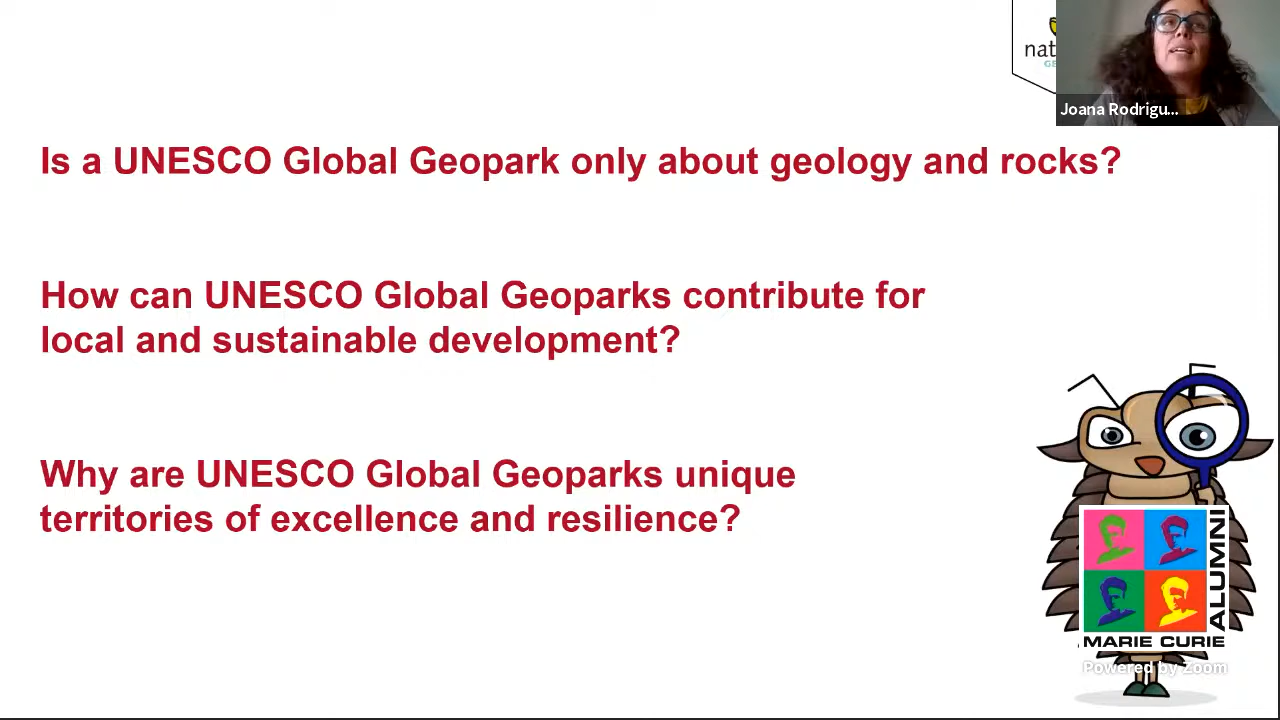 nat
GE
Joana Rodrigu...
Is a UNESCO Global Geopark only about geology and rocks?
How can UNESCO Global Geoparks contribute for
local and sustainable development?
Why are UNESCO Global Geoparks unique
territories of excellence and resilience?
ALUMNI
MARIE CURIE
Powered by Zoom